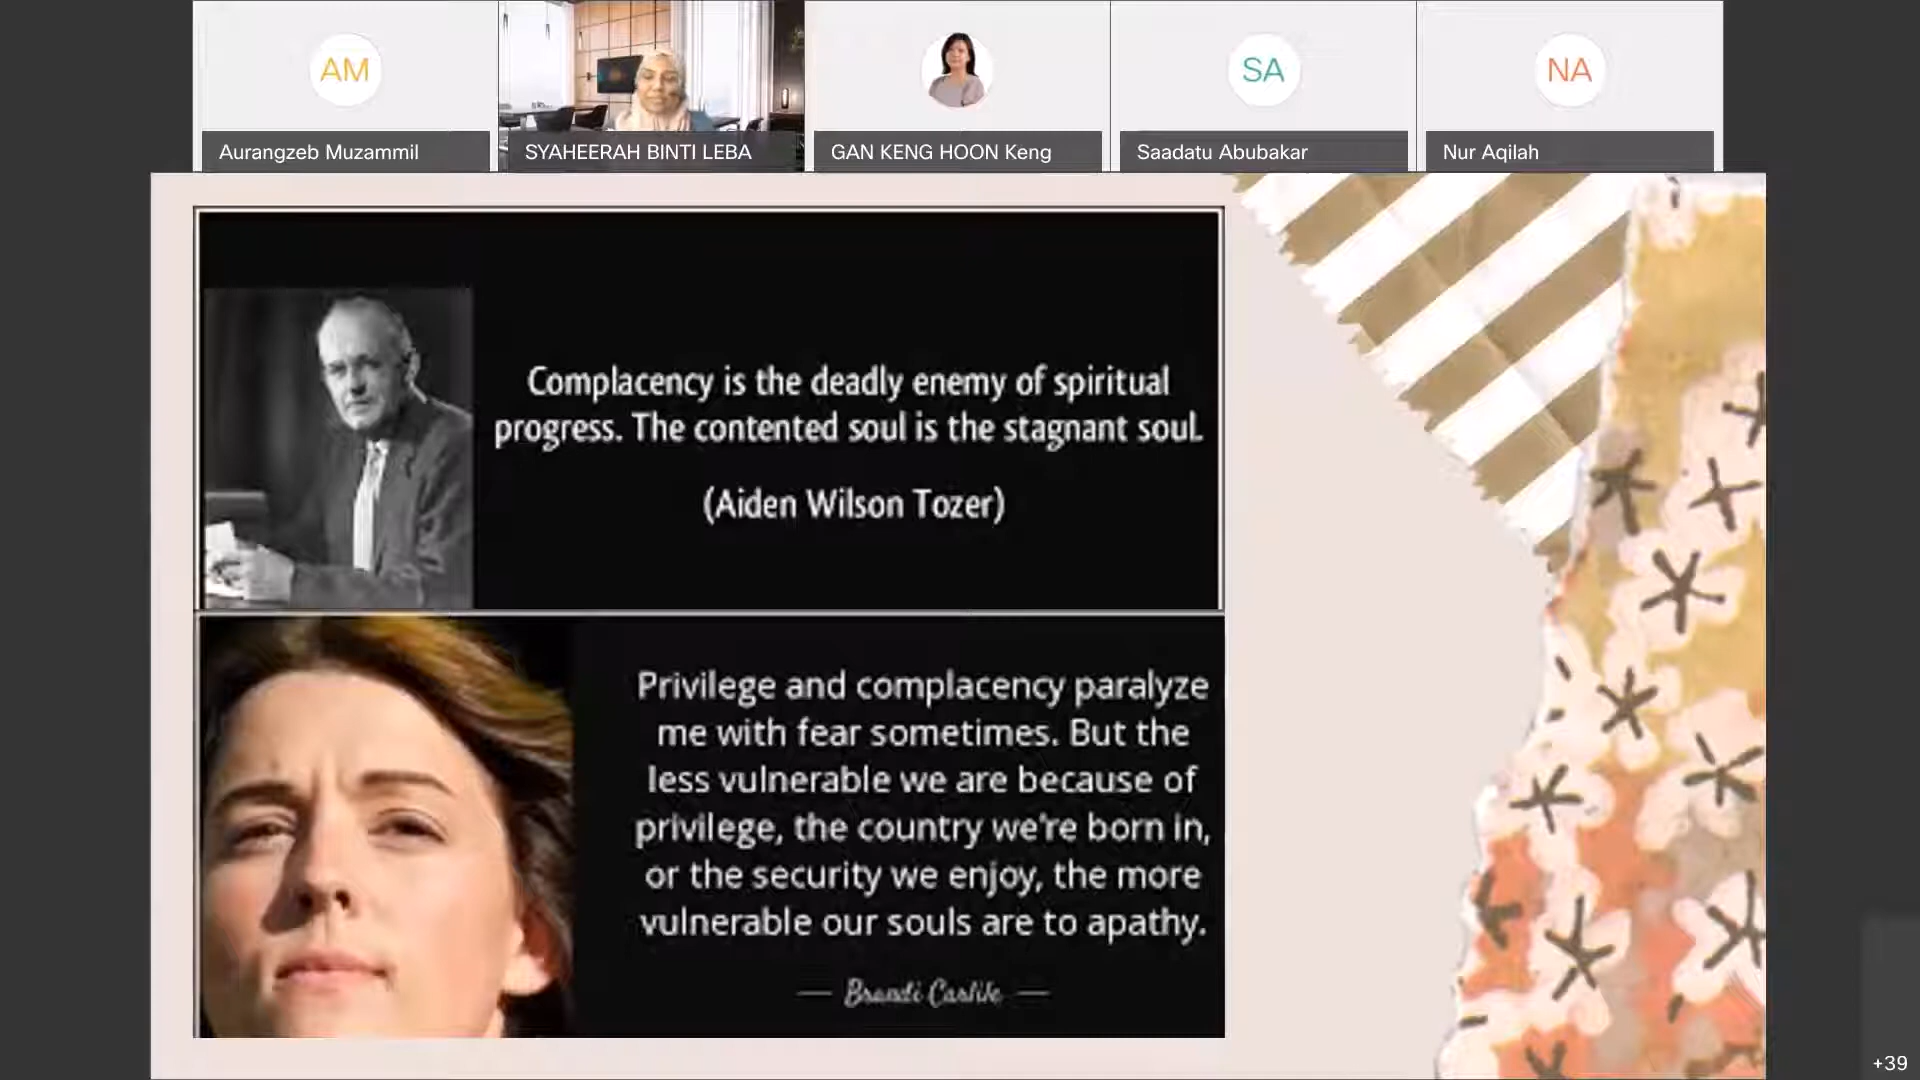 AM
SA
NA
Aurangzeb Muzammil
SYAHEERAH BINTI LEBA
GAN KENG HOON Keng
Saadatu Abubakar
Nur Aqilah
Complacency is the deadly enemy of spiritual
progress. The contented soul is the stagnant soul.
(Aiden Wilson Tozer)
Privilege and complacency paralyze
me with fear sometimes. But the
less vulnerable we are because of
privilege, the country we're born in,
or the security we enjoy, the more
vulnerable our souls are to apathy.
— Brandi Carlile —
+39